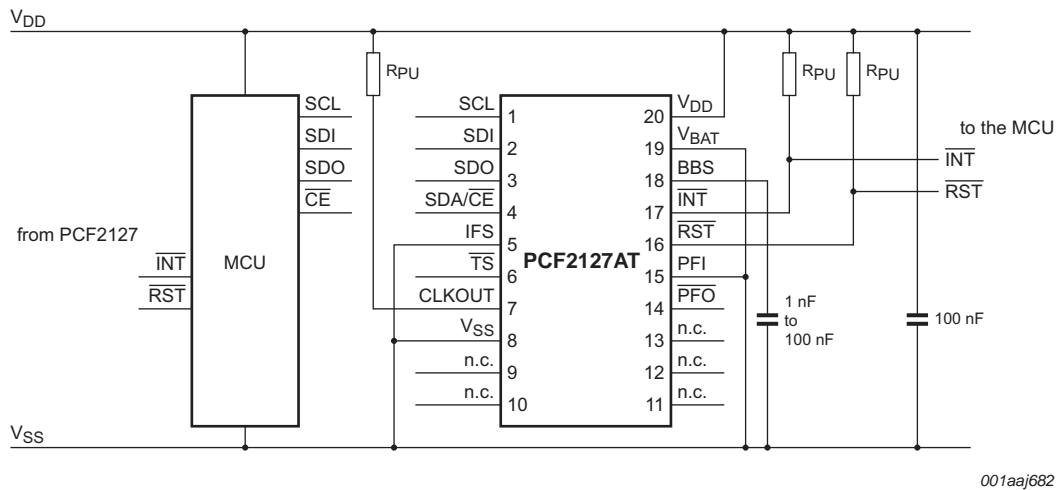 VDD
RPU
RPU
RPU
SCL
SDI
SDO
CE
from PCF2127
INT
RST
MCU
SCL
1
SDI
2
SDO
3
SDA/CE
4
IFS
5
TS
6
CLKOUT
7
VSS
8
n.c.
9
n.c.
10
PCF2127AT
VDD
20
VBAT
19
BBS
18
INT
17
RST
16
PFI
15
PFO
14
n.c.
13
n.c.
12
n.c.
11
to the MCU
INT
RST
1 nF
to
100 nF
100 nF
VSS
001aaj682